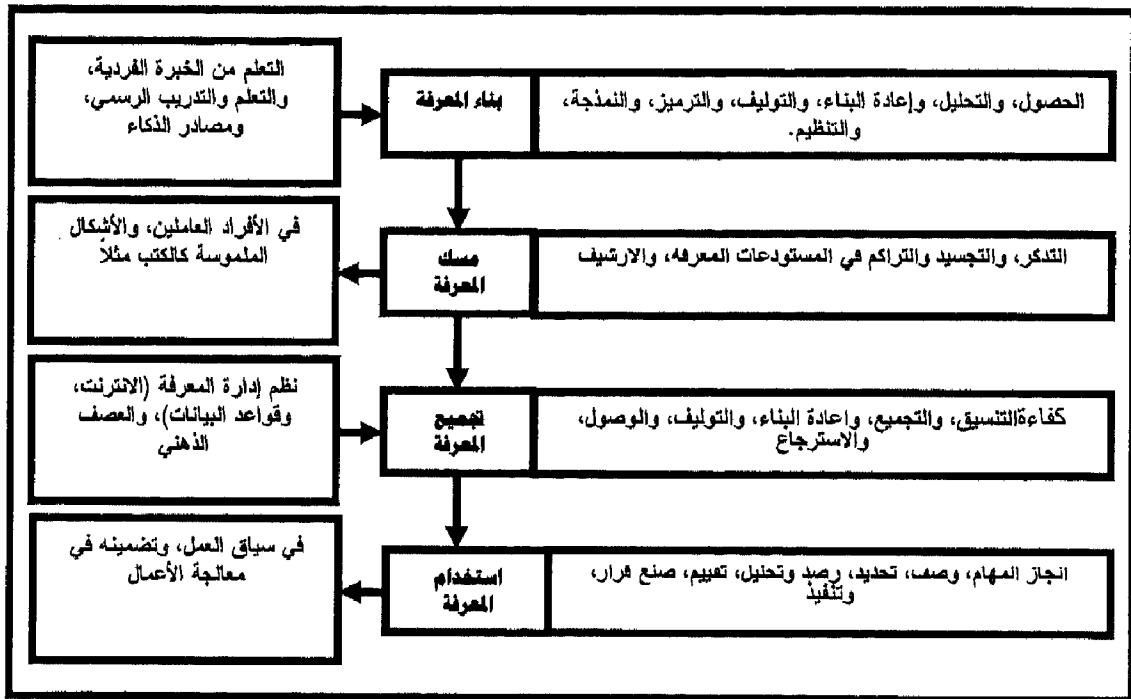 التعلم من الخبرة الفردية،
والتعلم والتدريب الرسمي،
ومصادر الذكاء
بناء المعرفة
الحصول، والتحليل، وإعادة البناء، والتوليف، والترميز، والنمذجة،
والتنظيم.
في الأفراد العاملين، والأشكال
الملموسة كالكتب مثلاً
مسك
المعرفة
التذكر، والتجسيد والتراكم في المستودعات المعرفه، والارشيف
نظم إدارة المعرفة (الانترنت،
وقواعد البيانات)، والعصف
الذهني
تجميع
المعرفة
كفاءةالتنسيق، والتجميع، واعادة البناء، والتوليف، والوصول،
والاسترجاع
في سياق العمل، وتضمينه في
معالجة الأعمال
استخدام
المعرفة
انجاز المهام، وصف، تحديد، رصد وتحليل، تقييم، صنع قرار،
وتنفيذ